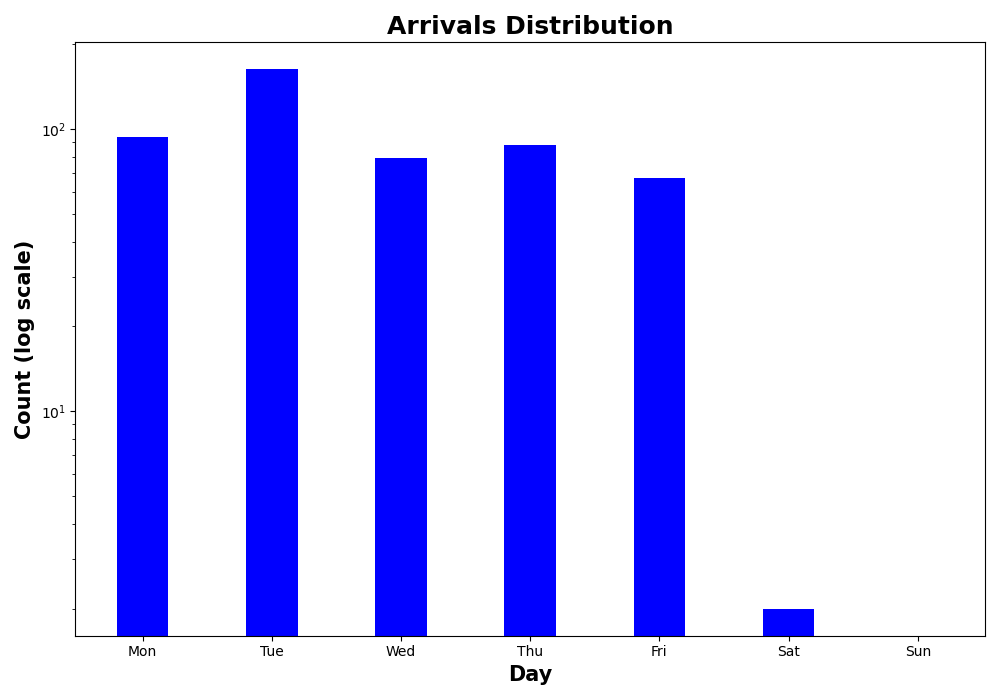 Arrivals Distribution
Count (log scale)
10²
10¹
Mon Tue Wed Thu Fri Sat Sun
Day